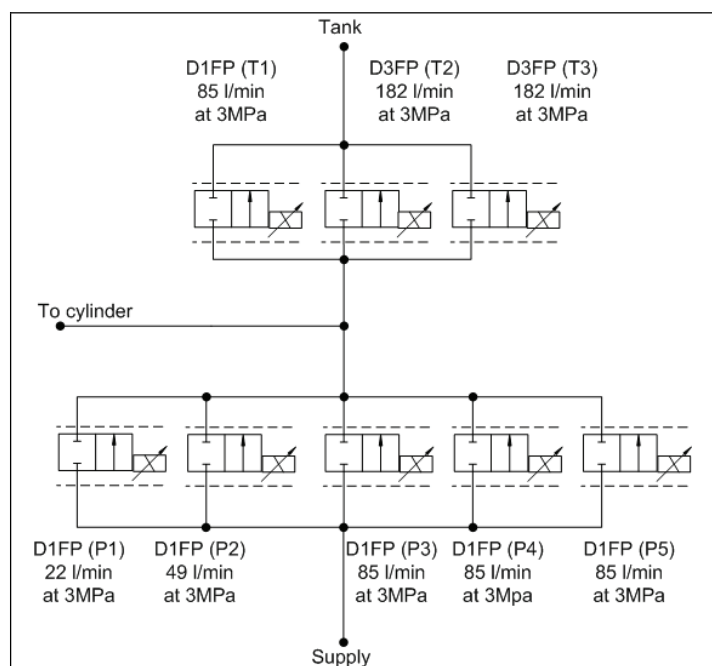 Tank
D1FP (T1)
85 l/min
at 3MPa
D3FP (T2)
182 l/min
at 3MPa
D3FP (T3)
182 l/min
at 3MPa
To cylinder
D1FP (P1)
22 l/min
at 3MPa
D1FP (P2)
49 l/min
at 3MPa
D1FP (P3)
85 l/min
at 3MPa
D1FP (P4)
85 l/min
at 3Mpa
D1FP (P5)
85 l/min
at 3MPa
Supply